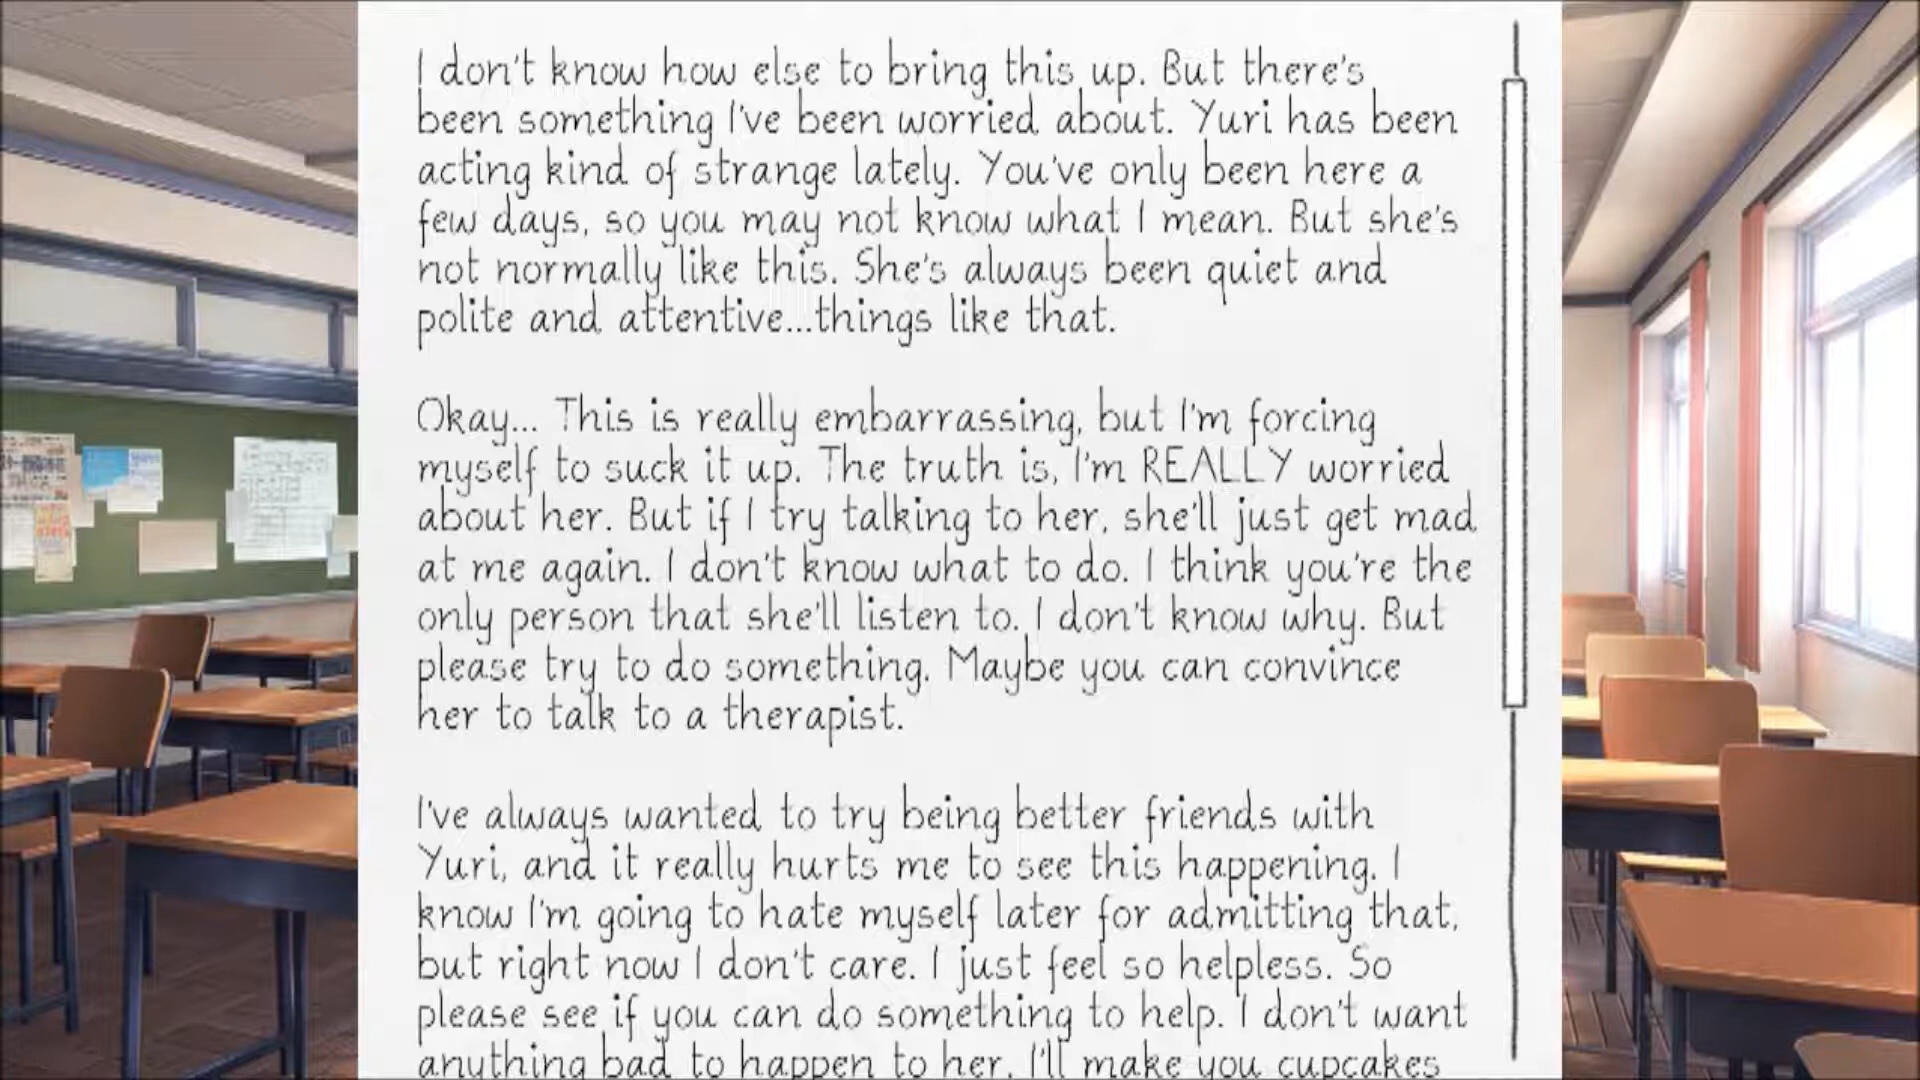 I don't know how else to bring this up. But there's
been something I've been worried about. Yuri has been
acting kind of strange lately. You've only been here a
few days, so you may not know what I mean. But she's
not normally like this. She's always been quiet and
polite and attentive...things like that.
Okay... This is really embarrassing, but I'm forcing
myself to suck it up. The truth is, I'm REALLY worried
about her. But if I try talking to her, she'll just get mad
at me again. I don't know what to do. I think you're the
only person that she'll listen to. I don't know why. But
please try to do something. Maybe you can convince
her to talk to a therapist.
I've always wanted to try being better friends with
Yuri, and it really hurts me to see this happening. I
know I'm going to hate myself later for admitting that,
but right now I don't care. I just feel so helpless. So
please see if you can do something to help. I don't want
anything bad to happen to her. I'll make you cupcakes